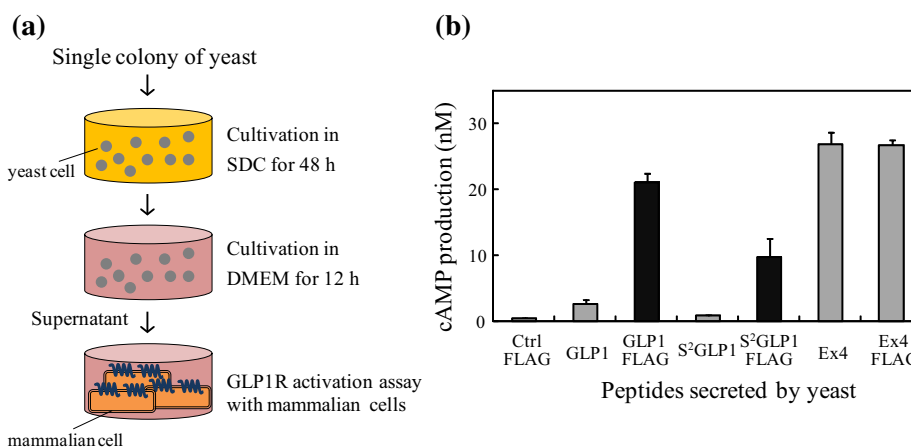 (a)
Single colony of yeast
yeast cell
Cultivation in
SDC for 48 h
Cultivation in
DMEM for 12 h
Supernatant
GLP1R activation assay
with mammalian cells
mammalian cell
(b)
cAMP production (nM)
30
20
10
0
Ctrl
FLAG
GLP1
GLP1
FLAG
S²GLP1
S²GLP1
FLAG
Ex4
Ex4
FLAG
Peptides secreted by yeast